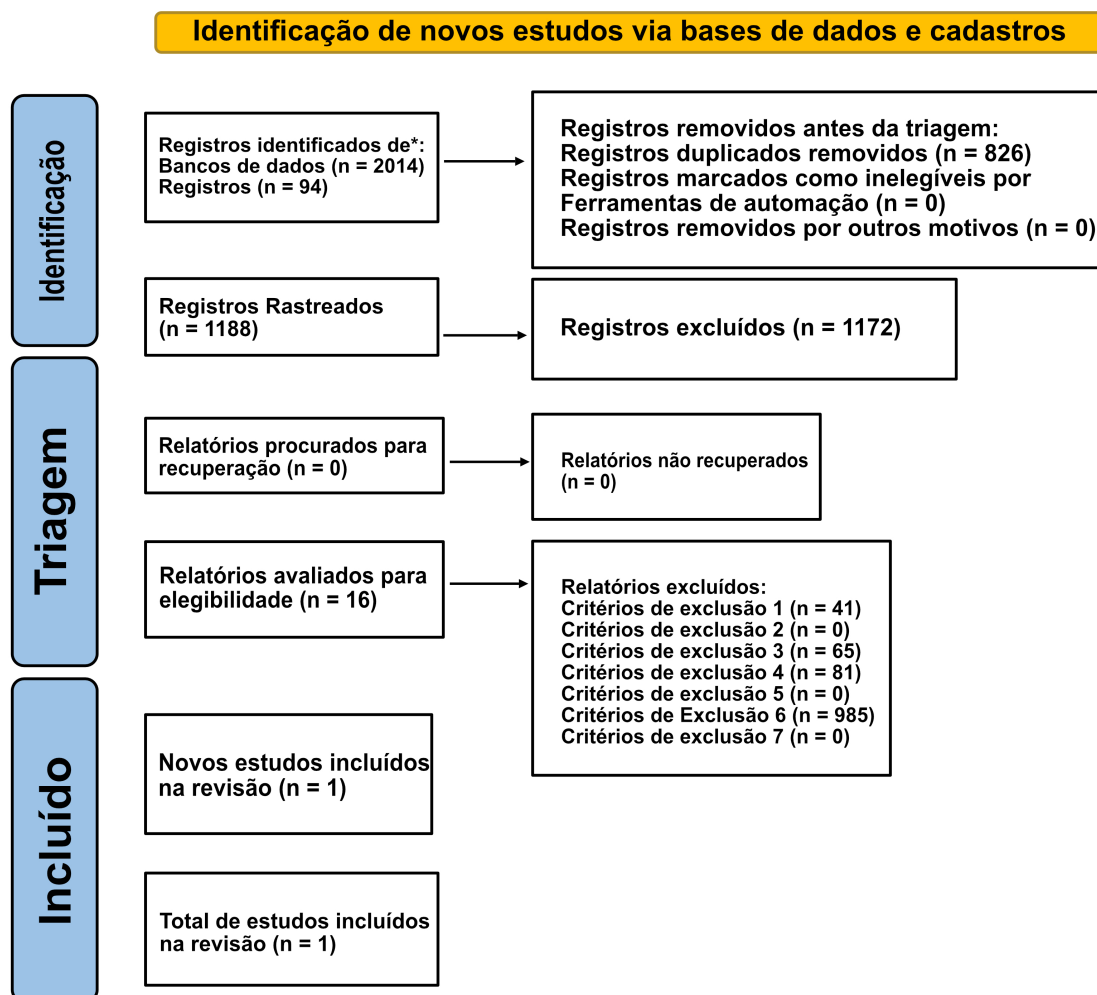 Identificação de novos estudos via bases de dados e cadastros
Identificação
Registros identificados de*:
Bancos de dados (n = 2014)
Registros (n = 94)
Registros removidos antes da triagem:
Registros duplicados removidos (n = 826)
Registros marcados como inelegíveis por
Ferramentas de automação (n = 0)
Registros removidos por outros motivos (n = 0)
Registros Rastreados
(n = 1188)
Registros excluídos (n = 1172)
Triagem
Relatórios procurados para
recuperação (n = 0)
Relatórios não recuperados
(n = 0)
Relatórios avaliados para
elegibilidade (n = 16)
Relatórios excluídos:
Critérios de exclusão 1 (n = 41)
Critérios de exclusão 2 (n = 0)
Critérios de exclusão 3 (n = 65)
Critérios de exclusão 4 (n = 81)
Critérios de exclusão 5 (n = 0)
Critérios de Exclusão 6 (n = 985)
Critérios de exclusão 7 (n = 0)
Incluído
Novos estudos incluídos
na revisão (n = 1)
Total de estudos incluídos
na revisão (n = 1)